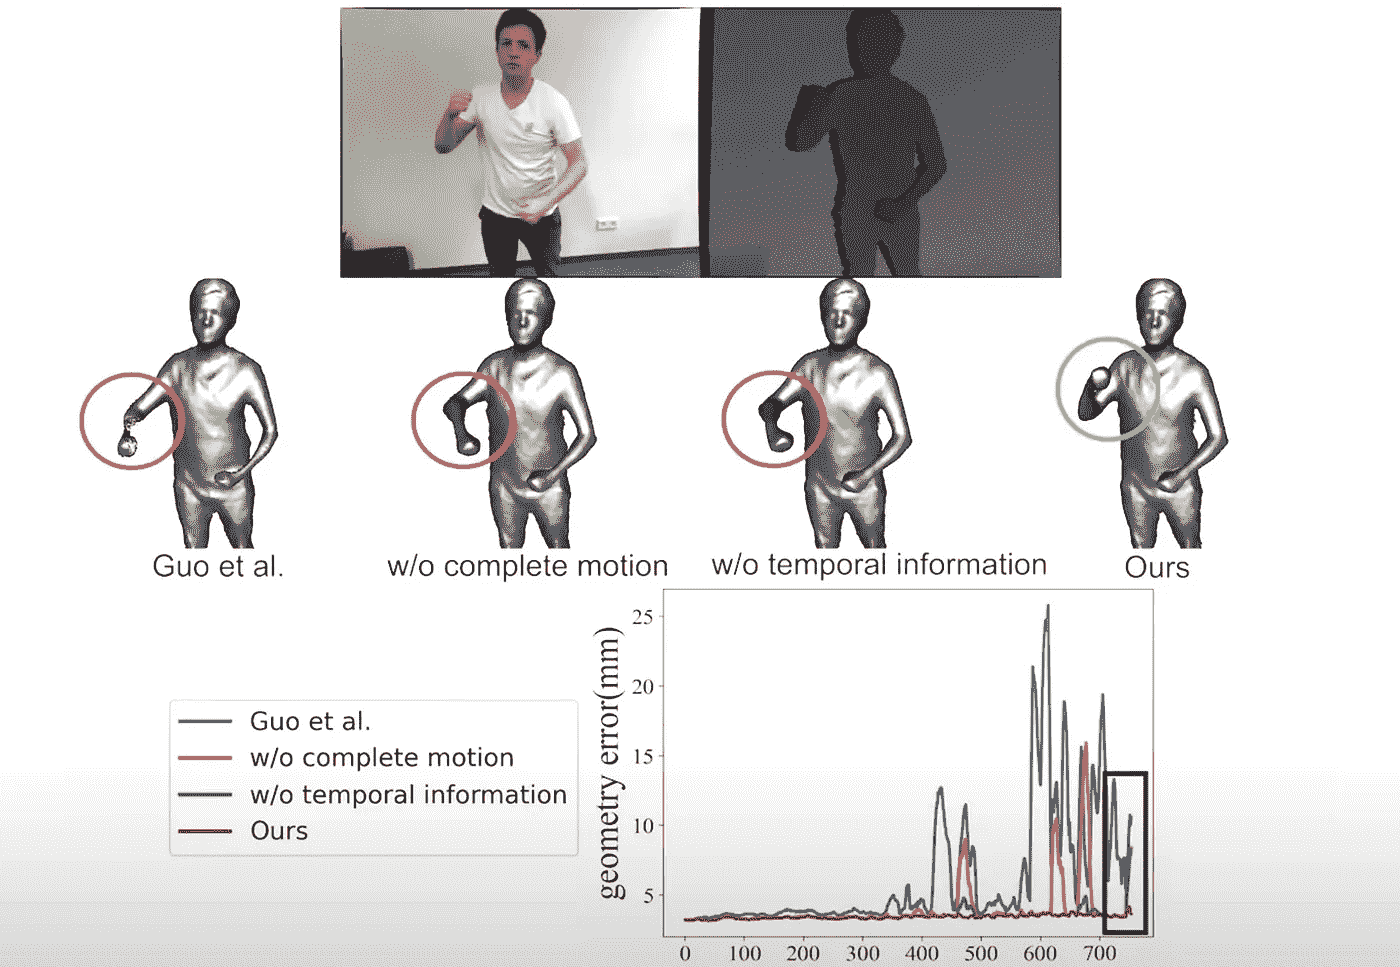 Guo et al.
w/o complete motion
w/o temporal information
Ours
Guo et al.
w/o complete motion
w/o temporal information
Ours
geometry error(mm)
25
20
15
10
5
0 100 200 300 400 500 600 700